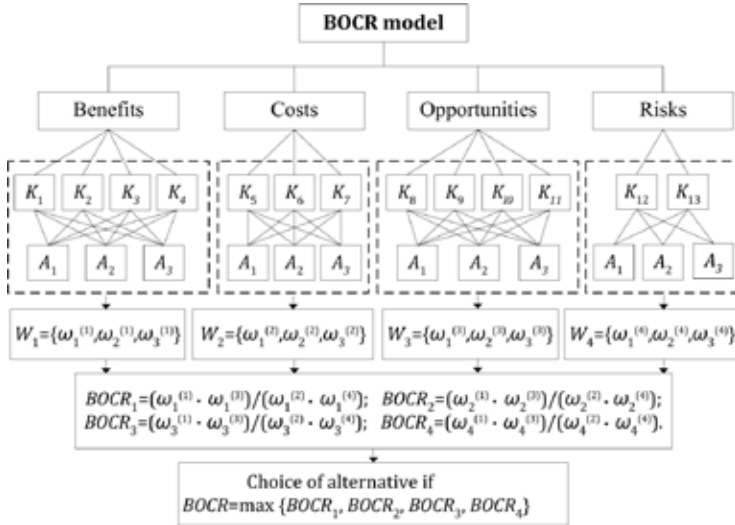 BOCR model
Benefits Costs Opportunities Risks
K₁ K₂ K₃ K₄ K₅ K₆ K₇ K₈ K₉ K₁₀ K₁₁ K₁₂ K₁₃
A₁ A₂ A₃ A₁ A₂ A₃ A₁ A₂ A₃ A₁ A₂ A₃
W₁={ω₁⁽¹⁾,ω₂⁽¹⁾,ω₃⁽¹⁾} W₂={ω₁⁽²⁾,ω₂⁽²⁾,ω₃⁽²⁾} W₃={ω₁⁽³⁾,ω₂⁽³⁾,ω₃⁽³⁾} W₄={ω₁⁽⁴⁾,ω₂⁽⁴⁾,ω₃⁽⁴⁾}
BOCR₁=(ω₁⁽¹⁾ · ω₁⁽³⁾)/(ω₁⁽²⁾ · ω₁⁽⁴⁾); BOCR₂=(ω₂⁽¹⁾ · ω₂⁽³⁾)/(ω₂⁽²⁾ · ω₂⁽⁴⁾);
BOCR₃=(ω₃⁽¹⁾ · ω₃⁽³⁾)/(ω₃⁽²⁾ · ω₃⁽⁴⁾); BOCR₄=(ω₄⁽¹⁾ · ω₄⁽³⁾)/(ω₄⁽²⁾ · ω₄⁽⁴⁾).
Choice of alternative if
BOCR=max {BOCR₁, BOCR₂, BOCR₃, BOCR₄}